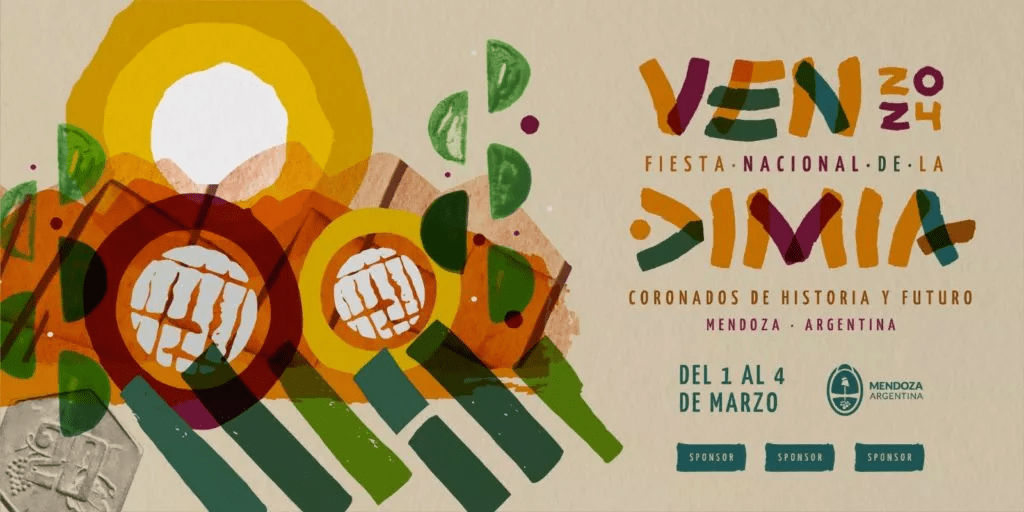 VEN 2024
FIESTA · NACIONAL · DE · LA
DIMIA
CORONADOS DE HISTORIA Y FUTURO
MENDOZA · ARGENTINA
DEL 1 AL 4
DE MARZO
MENDOZA
ARGENTINA
SPONSOR SPONSOR SPONSOR